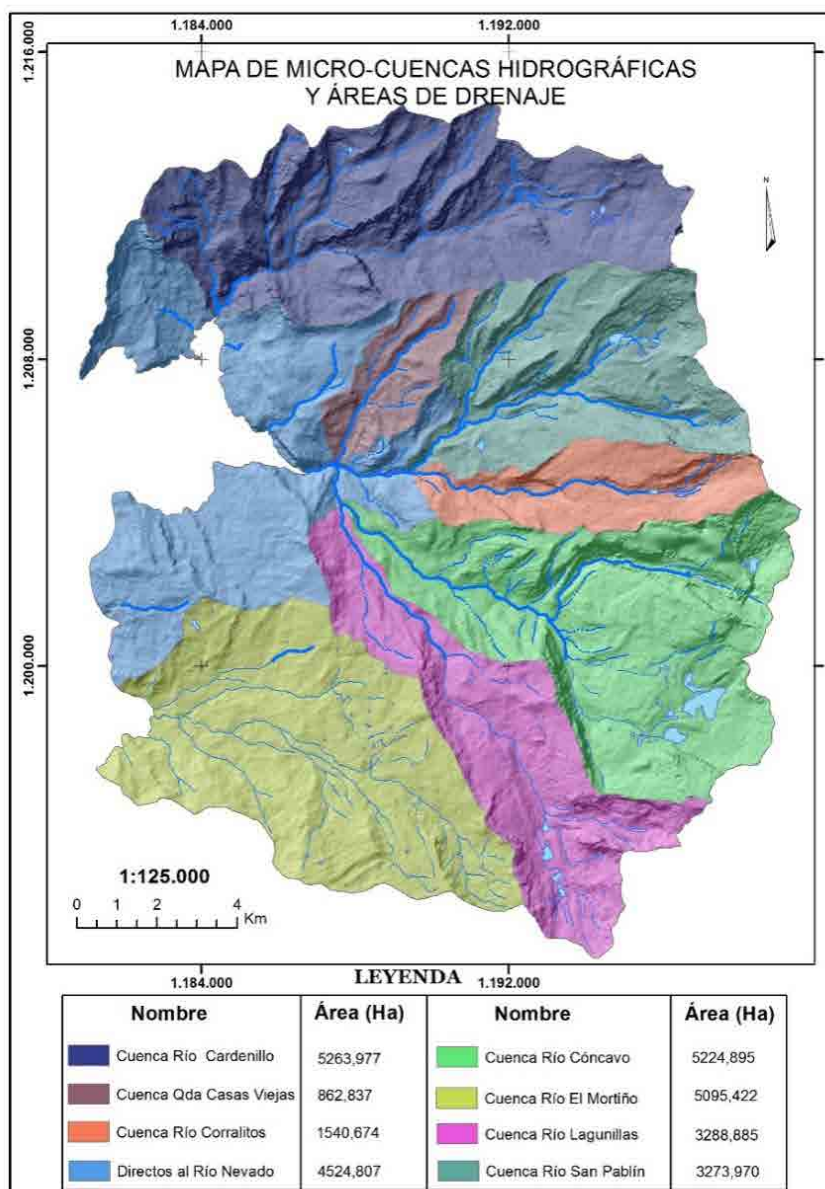 1.184.000 1.192.000
1.216.000
MAPA DE MICRO-CUENCAS HIDROGRÁFICAS
Y ÁREAS DE DRENAJE
N
1.208.000
1.200.000
1:125.000
0 1 2 4
Km
1.184.000 1.192.000
LEYENDA
Nombre Área (Ha) Nombre Área (Ha)
Cuenca Río Cardenillo 5263,977 Cuenca Río Cóncavo 5224,895
Cuenca Qda Casas Viejas 862,837 Cuenca Río El Mortiño 5095,422
Cuenca Río Corralitos 1540,674 Cuenca Río Lagunillas 3288,885
Directos al Río Nevado 4524,807 Cuenca Río San Pablín 3273,970